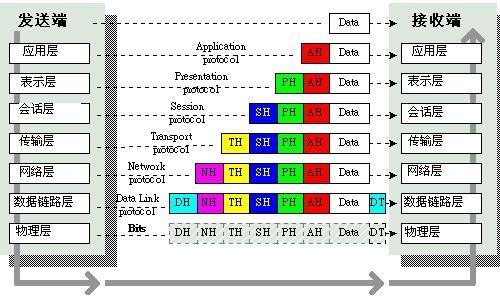 发送端 Data 接收端
应用层 Application protocol AH Data 应用层
表示层 Presentation protocol PH AH Data 表示层
会话层 Session protocol SH PH AH Data 会话层
传输层 Transport protocol TH SH PH AH Data 传输层
网络层 Network protocol NH TH SH PH AH Data 网络层
数据链路层 Data Link protocol DH NH TH SH PH AH Data DT 数据链路层
物理层 Bits DH NH TH SH PH AH Data DT 物理层